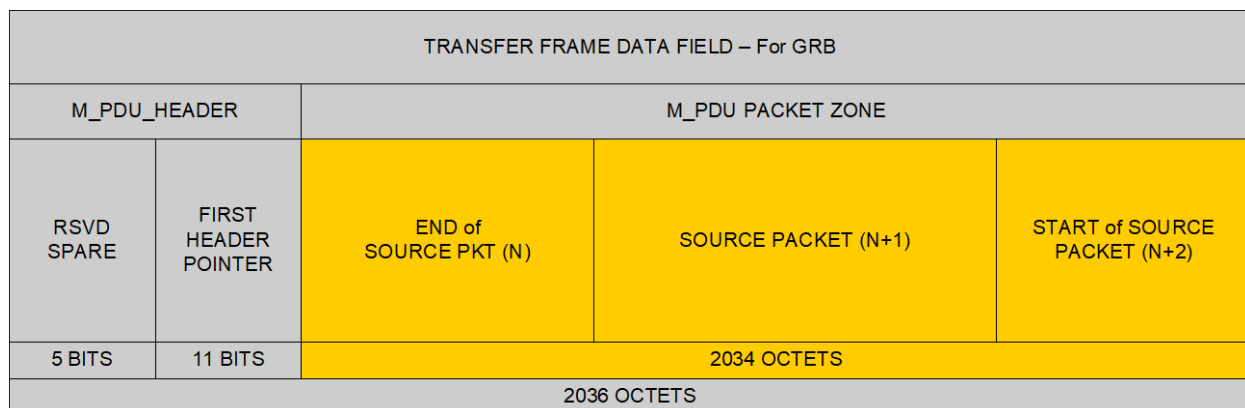 TRANSFER FRAME DATA FIELD – For GRB
M_PDU_HEADER
M_PDU PACKET ZONE
RSVD
SPARE
FIRST
HEADER
POINTER
END of
SOURCE PKT (N)
SOURCE PACKET (N+1)
START of SOURCE
PACKET (N+2)
5 BITS
11 BITS
2034 OCTETS
2036 OCTETS